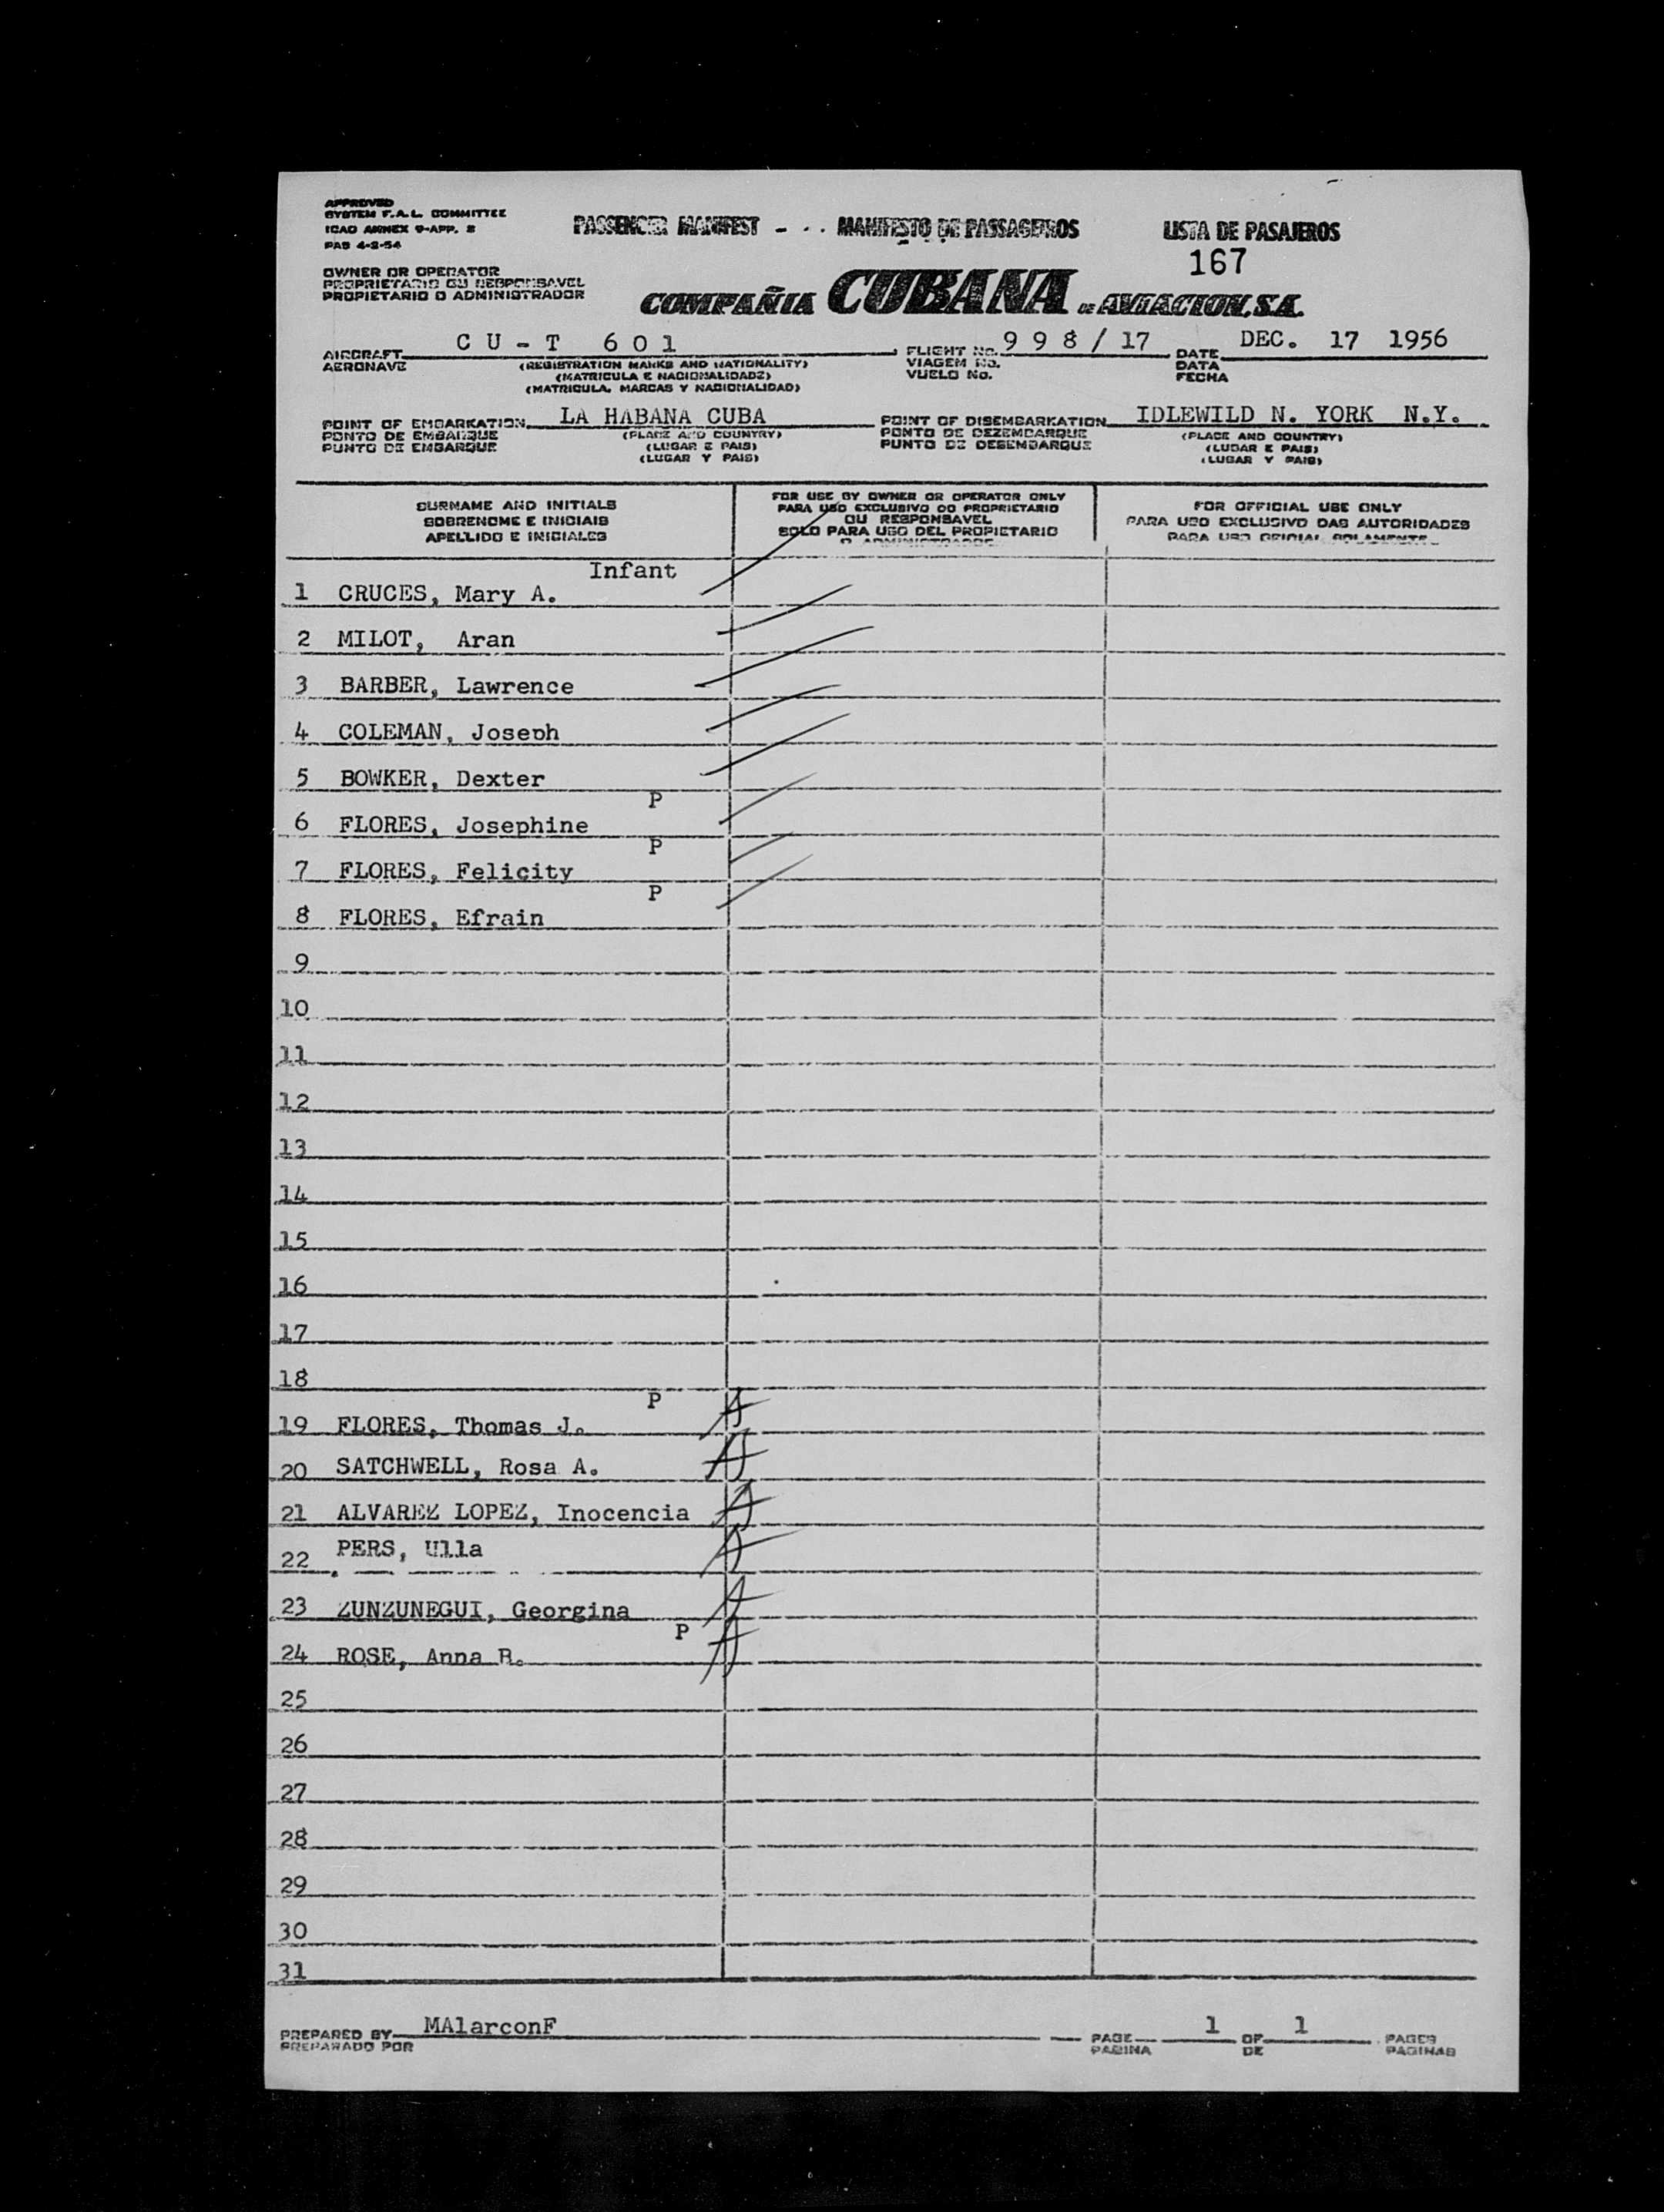 APPROVED
SYSTEM F.A.L. COMMITTEE
ICAO ANNEX 9-APP. 2
PAB 4-2-54
PASSENGER MANIFEST - . . MANIFESTO DE PASSAGEIROS LISTA DE PASAJEROS
167
OWNER OR OPERATOR
PROPRIETARIO OU RESPONSAVEL
PROPIETARIO O ADMINISTRADOR
COMPAÑIA CUBANA DE AVIACION, S.A.
AIRCRAFT CU-T 601 FLIGHT No. 998/17 DATE DEC. 17 1956
AERONAVE (REGISTRATION MARKS AND NATIONALITY) VIAGEM No. DATA
(MATRICULA E NACIONALIDADE) VUELO No. FECHA
(MATRICULA, MARCAS Y NACIONALIDAD)
POINT OF EMBARKATION LA HABANA CUBA POINT OF DISEMBARKATION IDLEWILD N. YORK N.Y.
PONTO DE EMBARQUE (PLACE AND COUNTRY) PONTO DE DEZEMBARQUE (PLACE AND COUNTRY)
PUNTO DE EMBARQUE (LUGAR E PAIS) PUNTO DE DESEMBARQUE (LUGAR E PAIS)
(LUGAR Y PAIS) (LUGAR Y PAIS)
SURNAME AND INITIALS
SOBRENOME E INICIAIS
APELLIDO E INICIALES
FOR USE BY OWNER OR OPERATOR ONLY
PARA USO EXCLUSIVO DO PROPRIETARIO
OU RESPONSAVEL
SOLO PARA USO DEL PROPIETARIO
O ADMINISTRADOR
FOR OFFICIAL USE ONLY
PARA USO EXCLUSIVO DAS AUTORIDADES
PARA USO OFICIAL SOLAMENTE
Infant
1 CRUCES, Mary A.
2 MILOT, Aran
3 BARBER, Lawrence
4 COLEMAN, Joseph
5 BOWKER, Dexter
P
6 FLORES, Josephine
P
7 FLORES, Felicity
P
8 FLORES, Efrain
9
10
11
12
13
14
15
16
17
18
P
19 FLORES, Thomas J.
20 SATCHWELL, Rosa A.
21 ALVAREZ LOPEZ, Inocencia
22 PERS, Ulla
23 ZUNZUNEGUI, Georgina
P
24 ROSE, Anna R.
25
26
27
28
29
30
31
PREPARED BY MAlarconF PAGE 1 OF 1 PAGES
PREPARADO POR PAGINA DE PAGINAS